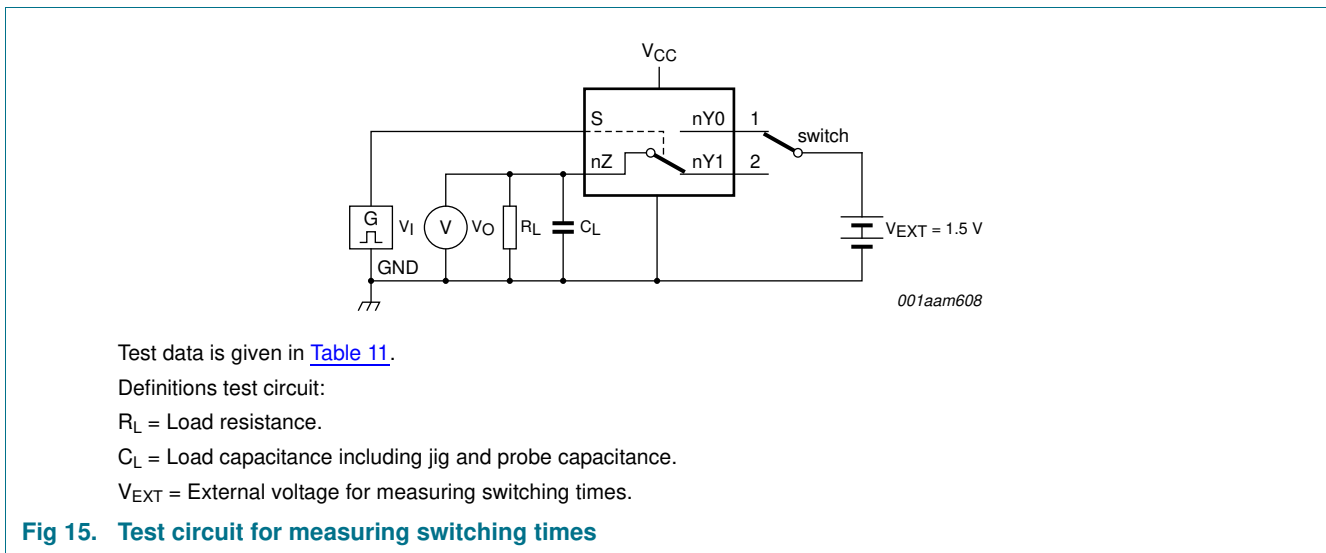 VCC
S nY0 1 switch
nZ nY1 2
G VI V VO RL CL VEXT = 1.5 V
GND
001aam608
Test data is given in Table 11.
Definitions test circuit:
RL = Load resistance.
CL = Load capacitance including jig and probe capacitance.
VEXT = External voltage for measuring switching times.
Fig 15. Test circuit for measuring switching times